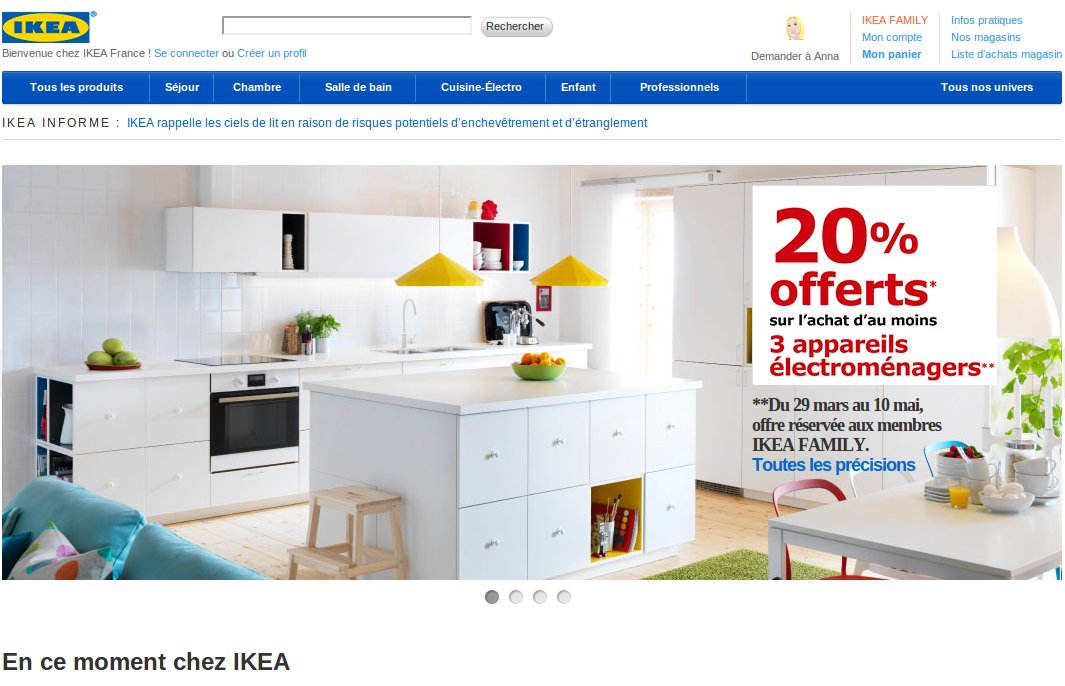 IKEA®
Rechercher
Bienvenue chez IKEA France ! Se connecter ou Créer un profil
Demander à Anna
IKEA FAMILY
Mon compte
Mon panier
Infos pratiques
Nos magasins
Liste d'achats magasin
Tous les produits
Séjour
Chambre
Salle de bain
Cuisine-Électro
Enfant
Professionnels
Tous nos univers
IKEA INFORME : IKEA rappelle les ciels de lit en raison de risques potentiels d’enchevêtrement et d’étranglement
20%
offerts*
sur l’achat d’au moins
3 appareils
électroménagers**
**Du 29 mars au 10 mai,
offre réservée aux membres
IKEA FAMILY.
Toutes les précisions
En ce moment chez IKEA